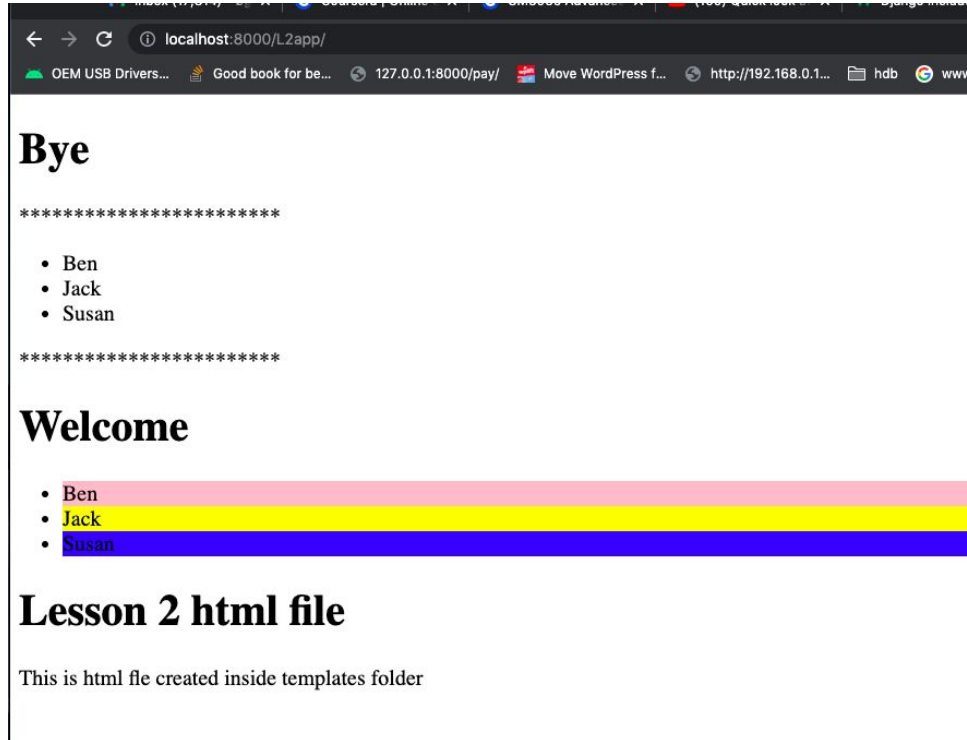 localhost:8000/L2app/
OEM USB Drivers... Good book for be... 127.0.0.1:8000/pay/ Move WordPress f... http://192.168.0.1... hdb www
Bye
************************
Ben
Jack
Susan
************************
Welcome
Ben
Jack
Susan
Lesson 2 html file
This is html fle created inside templates folder